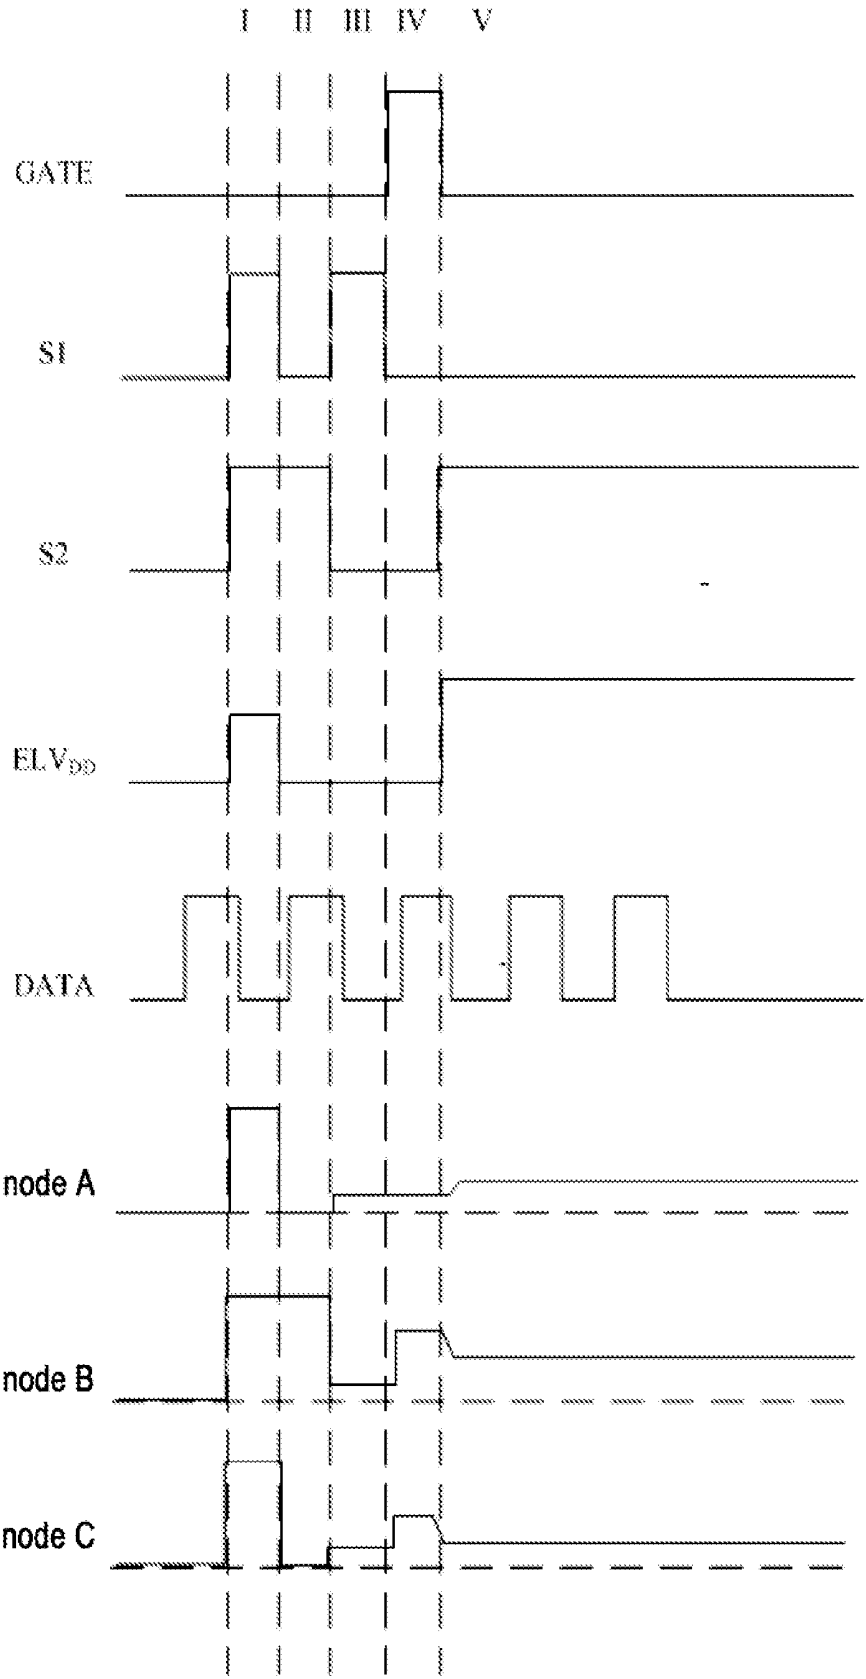 I II III IV V
GATE
S1
S2
ELV_DD
DATA
node A
node B
node C